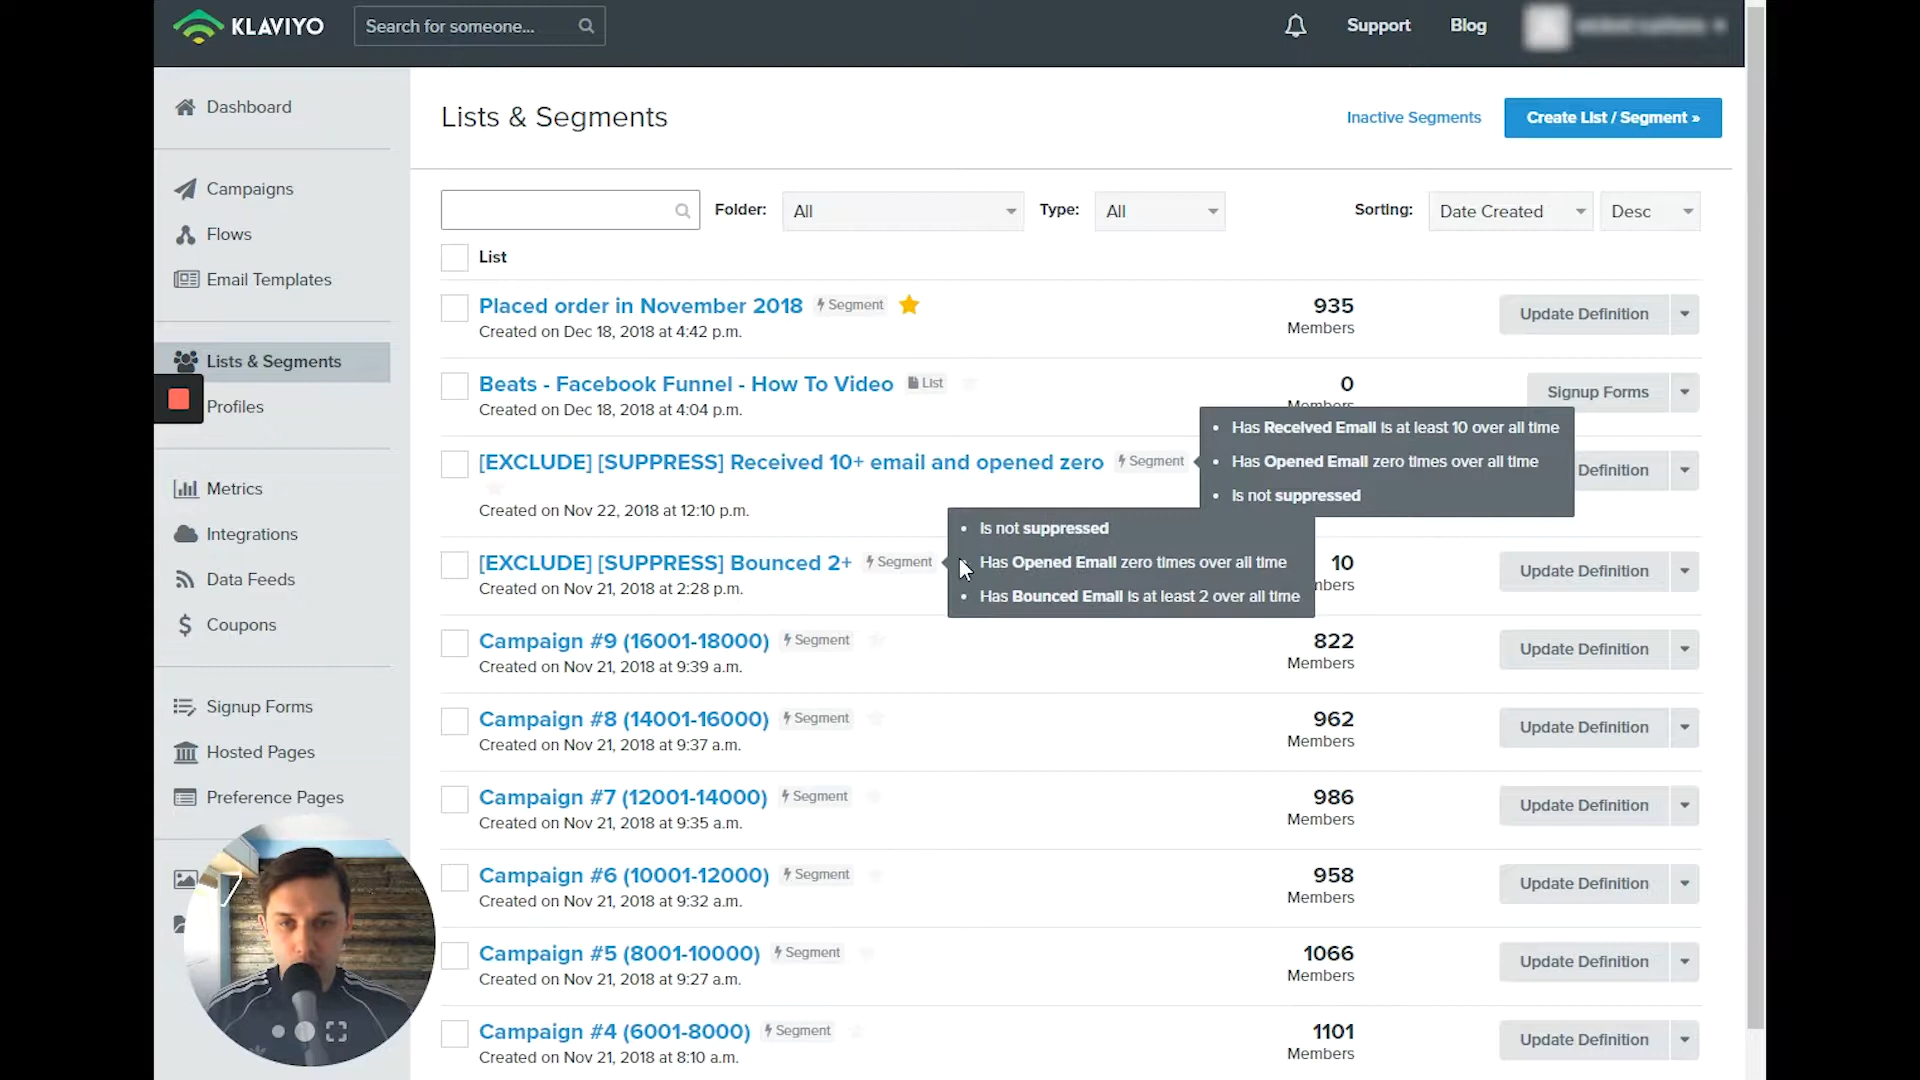 KLAVIYO
Search for someone...
Support
Blog
Dashboard
Campaigns
Flows
Email Templates
Lists & Segments
Profiles
Metrics
Integrations
Data Feeds
Coupons
Signup Forms
Hosted Pages
Preference Pages
Lists & Segments
Inactive Segments
Create List / Segment »
Folder:
All
Type:
All
Sorting:
Date Created
Desc
List
Placed order in November 2018
Segment
Created on Dec 18, 2018 at 4:42 p.m.
935
Members
Update Definition
Beats - Facebook Funnel - How To Video
List
Created on Dec 18, 2018 at 4:04 p.m.
0
Members
Signup Forms
[EXCLUDE] [SUPPRESS] Received 10+ email and opened zero
Segment
Created on Nov 22, 2018 at 12:10 p.m.
Has Received Email is at least 10 over all time
Has Opened Email zero times over all time
Is not suppressed
Definition
[EXCLUDE] [SUPPRESS] Bounced 2+
Segment
Created on Nov 21, 2018 at 2:28 p.m.
Is not suppressed
Has Opened Email zero times over all time
Has Bounced Email is at least 2 over all time
10
mbers
Update Definition
Campaign #9 (16001-18000)
Segment
Created on Nov 21, 2018 at 9:39 a.m.
822
Members
Update Definition
Campaign #8 (14001-16000)
Segment
Created on Nov 21, 2018 at 9:37 a.m.
962
Members
Update Definition
Campaign #7 (12001-14000)
Segment
Created on Nov 21, 2018 at 9:35 a.m.
986
Members
Update Definition
Campaign #6 (10001-12000)
Segment
Created on Nov 21, 2018 at 9:32 a.m.
958
Members
Update Definition
Campaign #5 (8001-10000)
Segment
Created on Nov 21, 2018 at 9:27 a.m.
1066
Members
Update Definition
Campaign #4 (6001-8000)
Segment
Created on Nov 21, 2018 at 8:10 a.m.
1101
Members
Update Definition